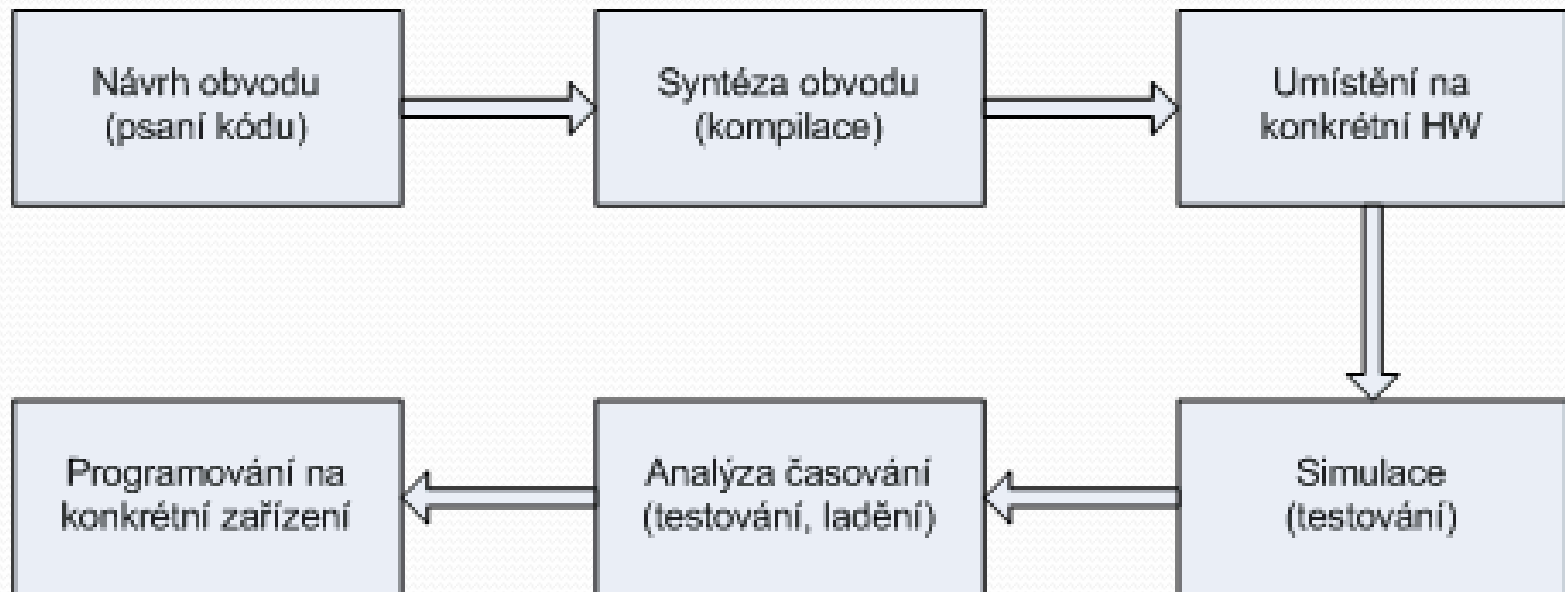 Návrh obvodu
(psaní kódu)
Syntéza obvodu
(kompilace)
Umístění na
konkrétní HW
Simulace
(testování)
Analýza časování
(testování, ladění)
Programování na
konkrétní zařízení